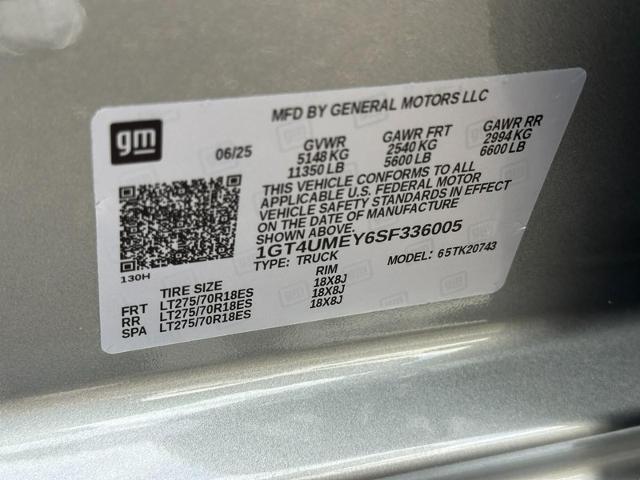 MFD BY GENERAL MOTORS LLC
gm
06/25
GVWR GAWR FRT GAWR RR
5148 KG 2540 KG 2994 KG
11350 LB 5600 LB 6600 LB
THIS VEHICLE CONFORMS TO ALL
APPLICABLE U.S. FEDERAL MOTOR
VEHICLE SAFETY STANDARDS IN EFFECT
ON THE DATE OF MANUFACTURE
SHOWN ABOVE.
1GT4UMEY6SF336005
TYPE: TRUCK MODEL: 65TK20743
130H
TIRE SIZE RIM
FRT LT275/70R18ES 18X8J
RR LT275/70R18ES 18X8J
SPA LT275/70R18ES 18X8J